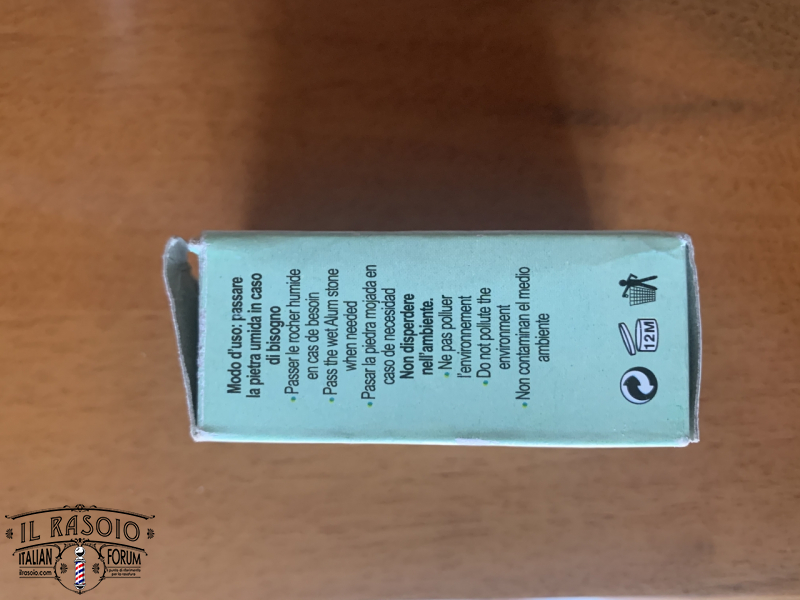 Modo d'uso: passare
la pietra umida in caso
di bisogno
• Passer le rocher humide
en cas de besoin
• Pass the wet Alum stone
when needed
• Pasar la piedra mojada en
caso de necesidad
Non disperdere
nell'ambiente.
• Ne pas polluer
l'environnement
• Do not pollute the
environment
• Non contaminan el medio
ambiente
12M
IL RASOIO
ITALIAN FORUM
ilrasoio.com